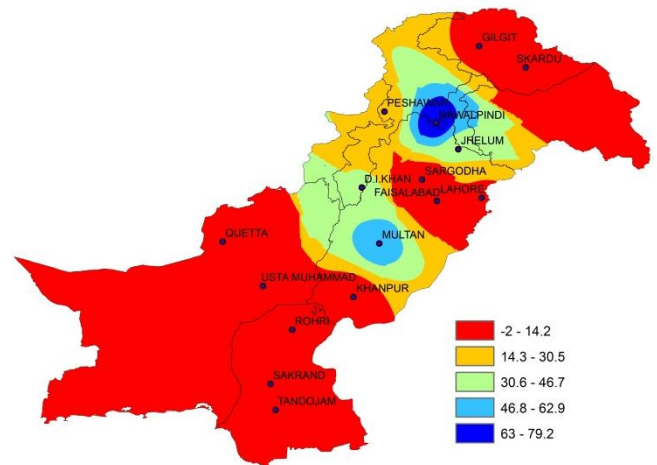 GILGIT
SKARDU
PESHAWAR
RAWALPINDI
JHELUM
SARGODHA
D.I.KHAN
FAISALABAD
LAHORE
MULTAN
QUETTA
USTA MUHAMMAD
KHANPUR
ROHRI
SAKRAND
TANDOJAM
-2 - 14.2
14.3 - 30.5
30.6 - 46.7
46.8 - 62.9
63 - 79.2